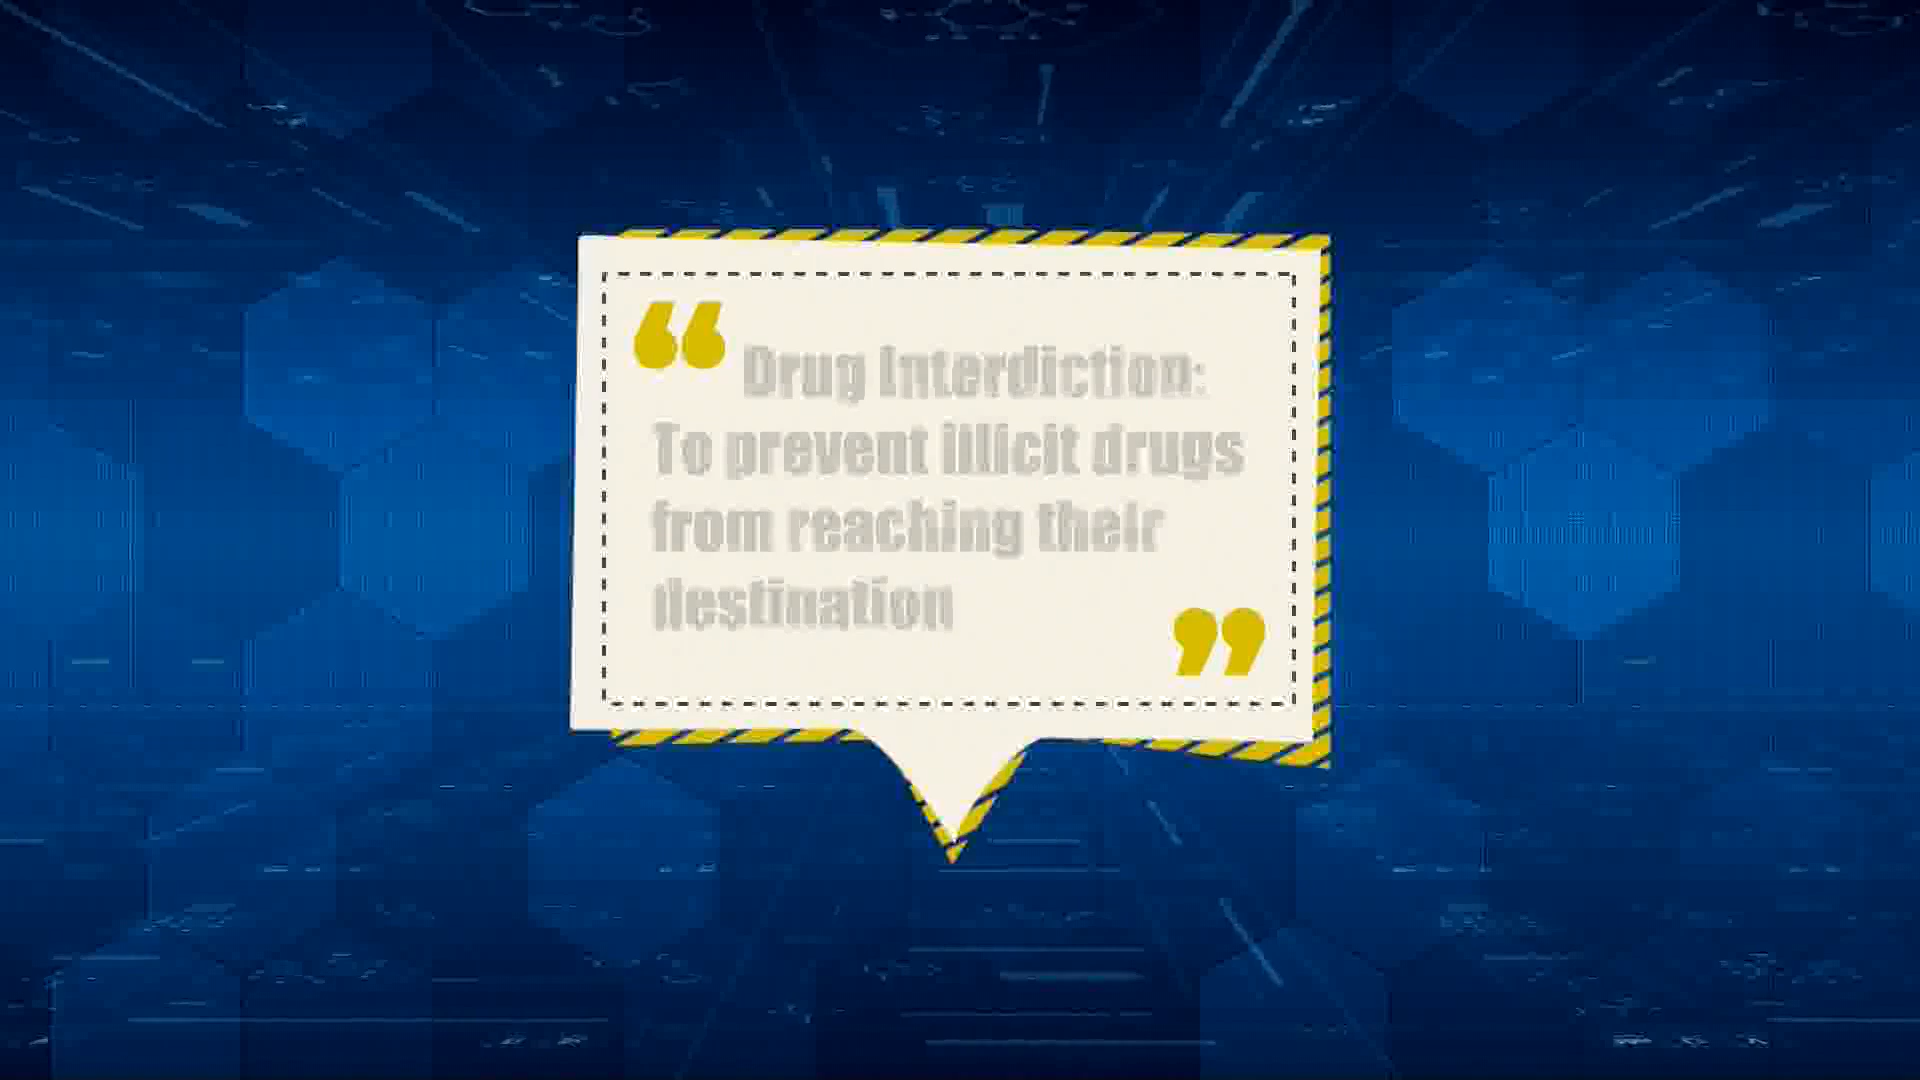 “ Drug Interdiction:
To prevent illicit drugs
from reaching their
destination ”